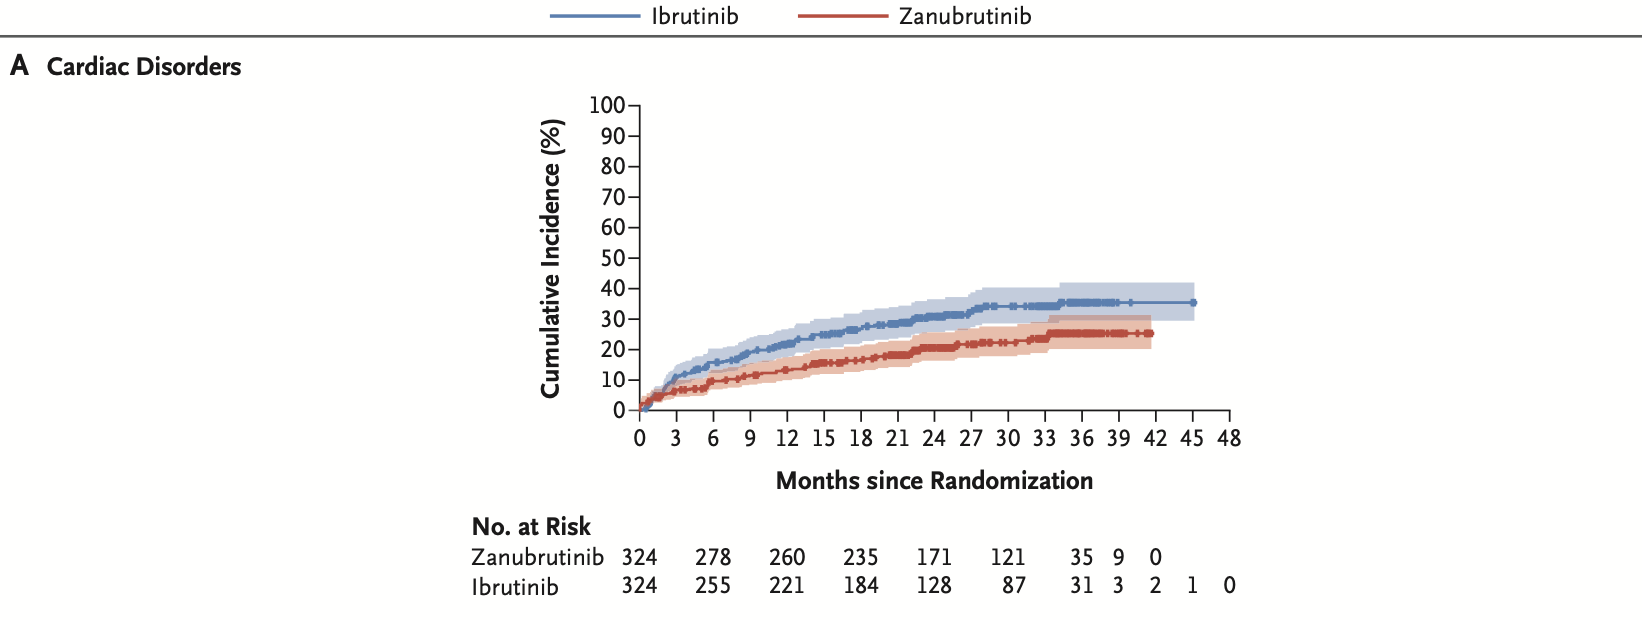 Ibrutinib Zanubrutinib
A Cardiac Disorders
Cumulative Incidence (%)
100
90
80
70
60
50
40
30
20
10
0
0 3 6 9 12 15 18 21 24 27 30 33 36 39 42 45 48
Months since Randomization
No. at Risk
Zanubrutinib 324 278 260 235 171 121 35 9 0
Ibrutinib 324 255 221 184 128 87 31 3 2 1 0